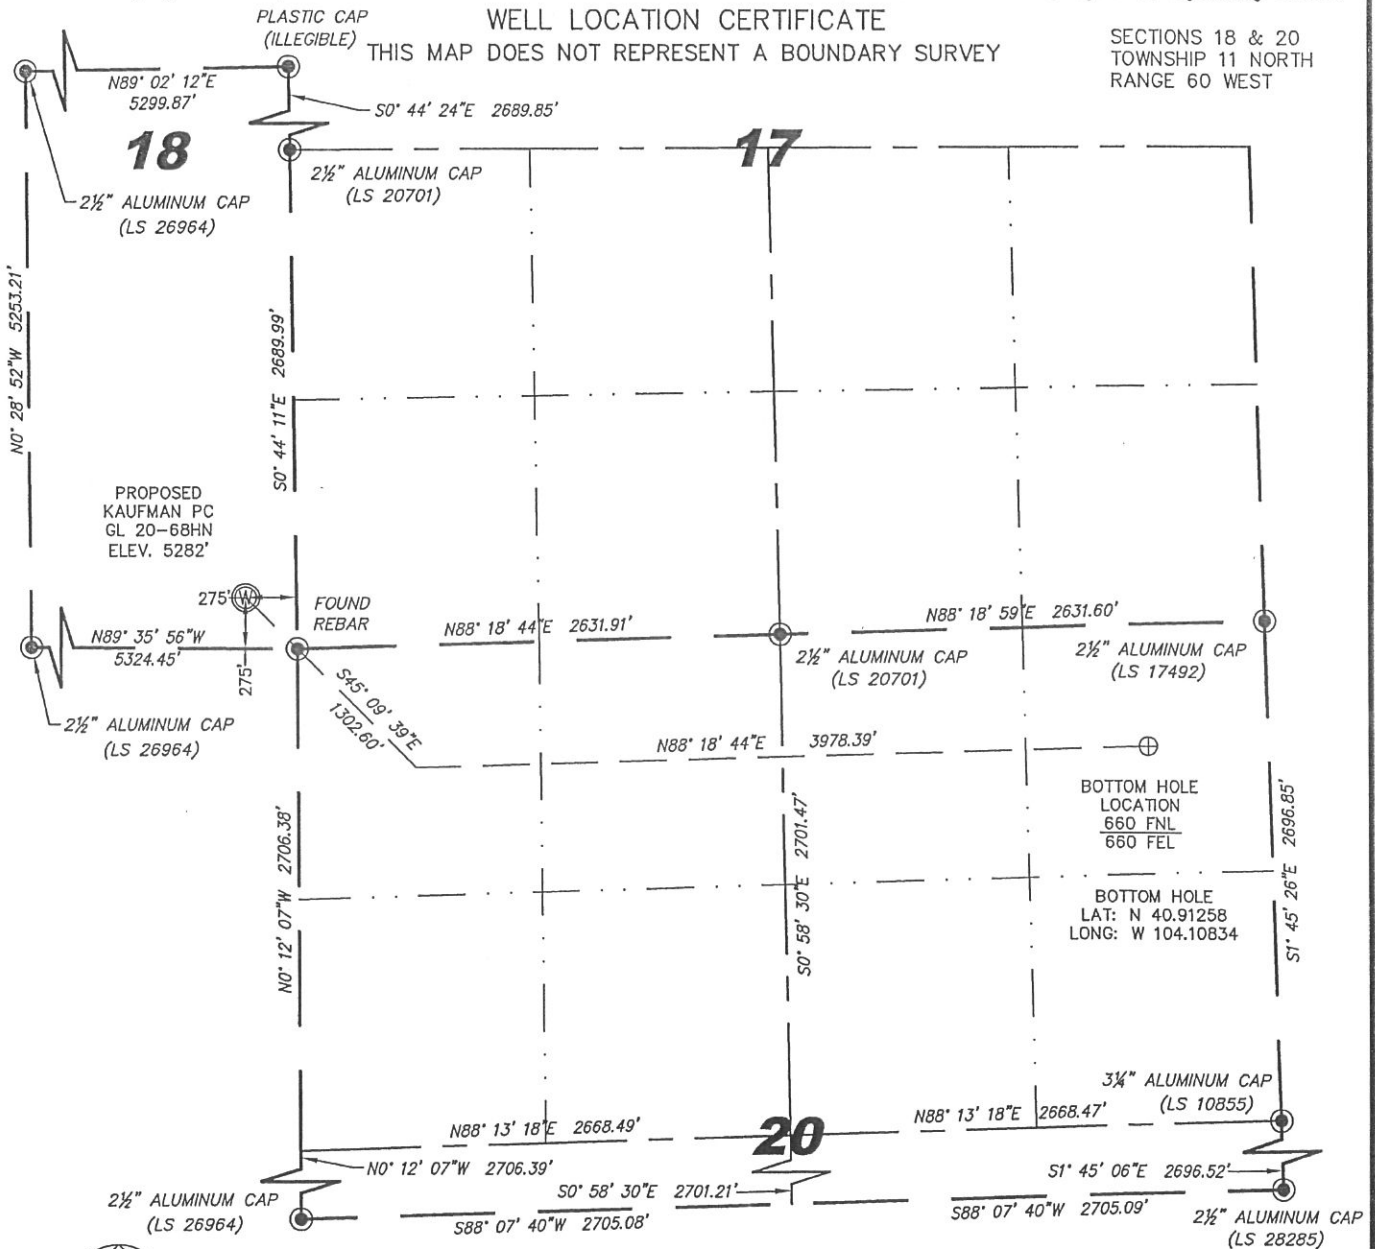 WELL LOCATION CERTIFICATE
THIS MAP DOES NOT REPRESENT A BOUNDARY SURVEY
SECTIONS 18 & 20
TOWNSHIP 11 NORTH
RANGE 60 WEST
PLASTIC CAP
(ILLEGIBLE)
N89° 02' 12"E
5299.87'
S0° 44' 24"E 2689.85'
18
17
2½" ALUMINUM CAP
(LS 20701)
2½" ALUMINUM CAP
(LS 26964)
N0° 28' 52"W 5253.21'
S0° 44' 11"E 2689.99'
PROPOSED
KAUFMAN PC
GL 20-68HN
ELEV. 5282'
275'
W
FOUND
REBAR
N89° 35' 56"W
5324.45'
275'
N88° 18' 44"E 2631.91'
N88° 18' 59"E 2631.60'
2½" ALUMINUM CAP
(LS 20701)
2½" ALUMINUM CAP
(LS 17492)
2½" ALUMINUM CAP
(LS 26964)
S45° 09' 39"E
1302.60'
N88° 18' 44"E 3978.39'
BOTTOM HOLE
LOCATION
660 FNL
660 FEL
N0° 12' 07"W 2706.38'
S0° 58' 30"E 2701.47'
S1° 45' 26"E 2696.85'
BOTTOM HOLE
LAT: N 40.91258
LONG: W 104.10834
3¼" ALUMINUM CAP
(LS 10855)
N88° 13' 18"E 2668.49'
20
N88° 13' 18"E 2668.47'
N0° 12' 07"W 2706.39'
S1° 45' 06"E 2696.52'
S0° 58' 30"E 2701.21'
2½" ALUMINUM CAP
(LS 26964)
S88° 07' 40"W 2705.08'
S88° 07' 40"W 2705.09'
2½" ALUMINUM CAP
(LS 28285)